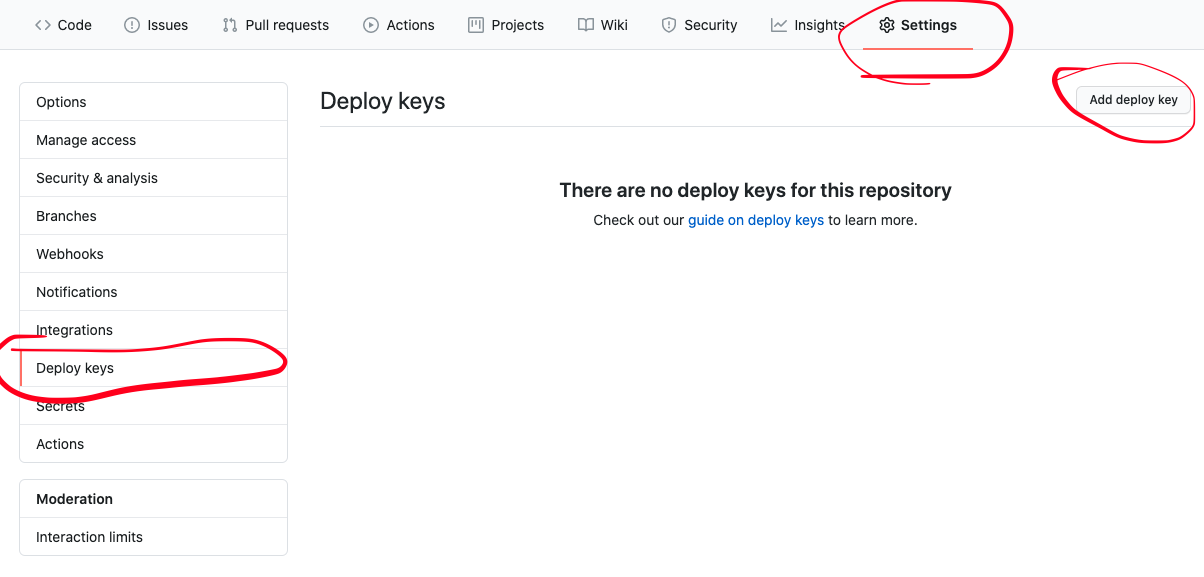 Code Issues Pull requests Actions Projects Wiki Security Insights Settings
Options
Manage access
Security & analysis
Branches
Webhooks
Notifications
Integrations
Deploy keys
Secrets
Actions
Moderation
Interaction limits
Deploy keys
Add deploy key
There are no deploy keys for this repository
Check out our guide on deploy keys to learn more.